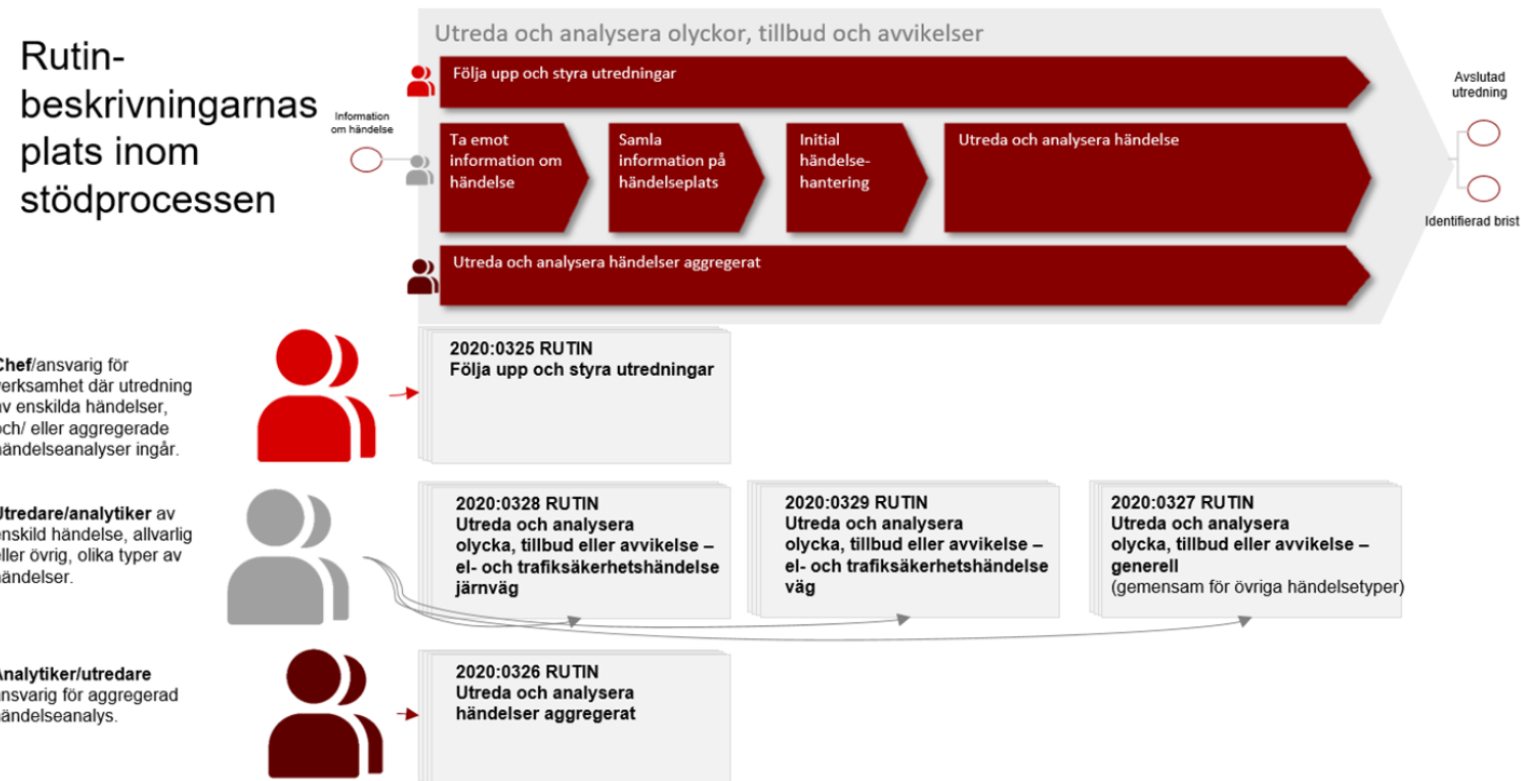 Rutin-
beskrivningarnas
plats inom
stödprocessen
Utreda och analysera olyckor, tillbud och avvikelser
Följa upp och styra utredningar
Information
om händelse
Ta emot
information om
händelse
Samla
information på
händelseplats
Initial
händelse-
hantering
Utreda och analysera händelse
Utreda och analysera händelser aggregerat
Avslutad
utredning
Identifierad brist
Chef/ansvarig för
verksamhet där utredning
av enskilda händelser,
och/ eller aggregerade
händelseanalyser ingår.
2020:0325 RUTIN
Följa upp och styra utredningar
Utredare/analytiker av
enskild händelse, allvarlig
eller övrig, olika typer av
händelser.
2020:0328 RUTIN
Utreda och analysera
olycka, tillbud eller avvikelse –
el- och trafiksäkerhetshändelse
järnväg
2020:0329 RUTIN
Utreda och analysera
olycka, tillbud eller avvikelse –
el- och trafiksäkerhetshändelse
väg
2020:0327 RUTIN
Utreda och analysera
olycka, tillbud eller avvikelse –
generell
(gemensam för övriga händelsetyper)
Analytiker/utredare
ansvarig för aggregerad
händelseanalys.
2020:0326 RUTIN
Utreda och analysera
händelser aggregerat